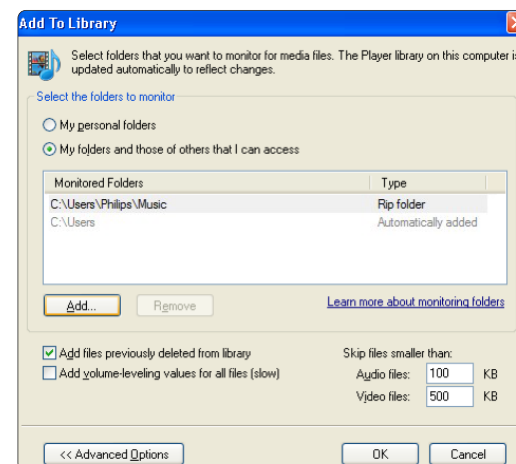 Add To Library
Select folders that you want to monitor for media files. The Player library on this computer is
updated automatically to reflect changes.
Select the folders to monitor
My personal folders
My folders and those of others that I can access
Monitored Folders Type
C:\Users\Philips\Music Rip folder
C:\Users Automatically added
Add... Remove Learn more about monitoring folders
Add files previously deleted from library Skip files smaller than:
Add volume-leveling values for all files (slow) Audio files: 100 KB
Video files: 500 KB
<< Advanced Options OK Cancel